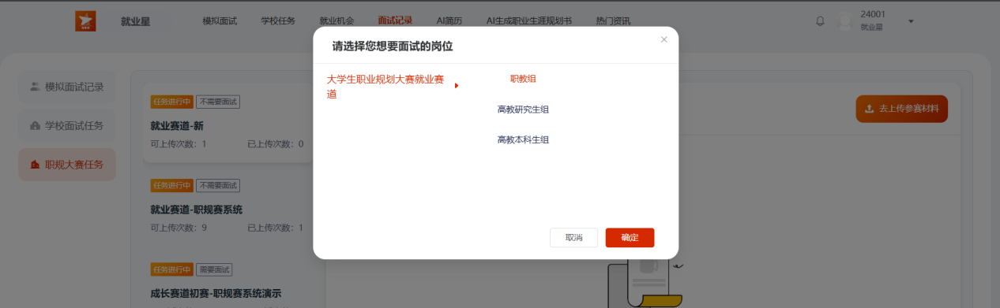 就业星
模拟面试
学校任务
就业机会
面试记录
AI简历
AI生成职业生涯规划书
热门资讯
24001
就业星
请选择您想要面试的岗位
大学生职业规划大赛就业赛
道
职教组
高教研究生组
高教本科生组
取消
确定
模拟面试记录
学校面试任务
职规大赛任务
任务进行中 不需要面试
就业赛道-新
可上传次数：1 已上传次数：0
任务进行中 不需要面试
就业赛道-职规赛系统
可上传次数：9 已上传次数：1
任务进行中 需要面试
成长赛道初赛-职规赛系统演示
去上传参赛材料